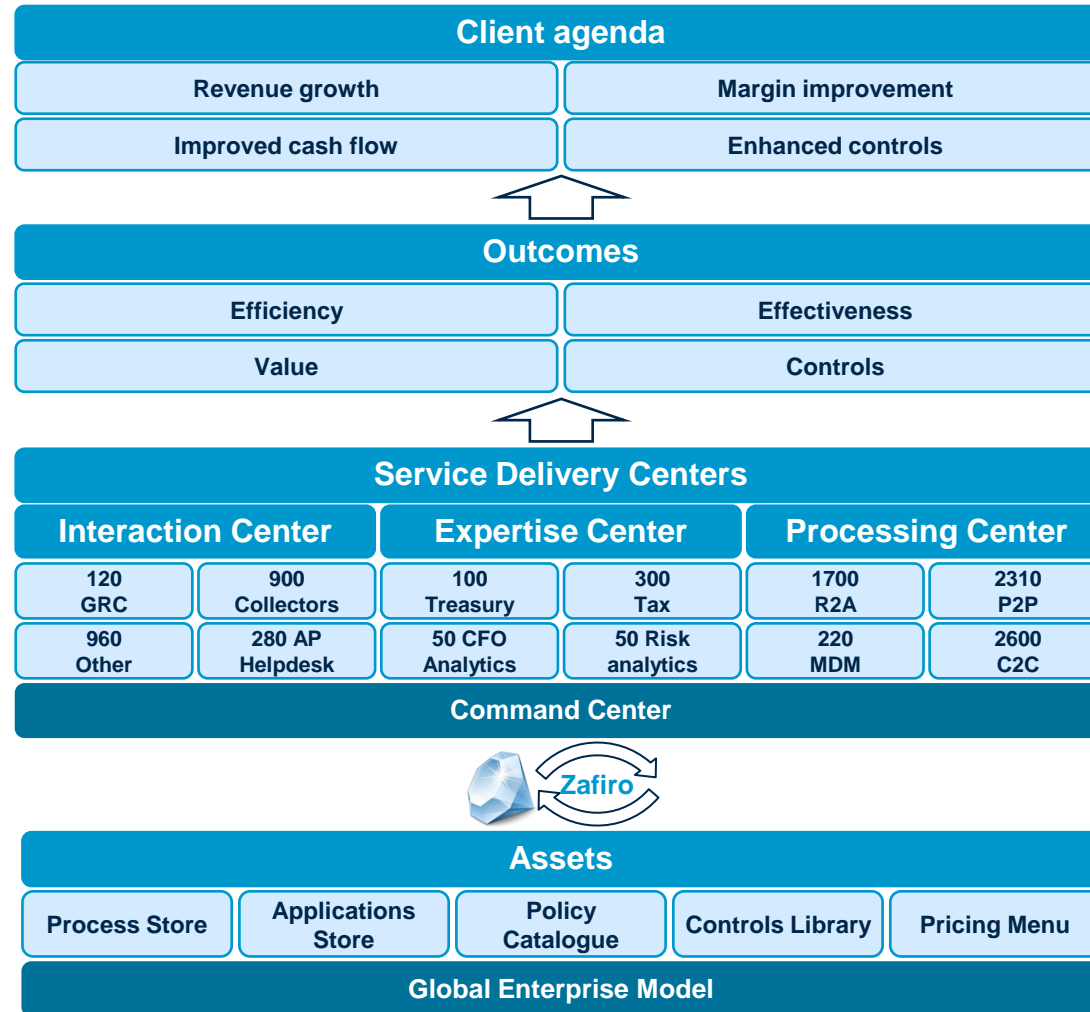 Client agenda
Revenue growth
Margin improvement
Improved cash flow
Enhanced controls
Outcomes
Efficiency
Effectiveness
Value
Controls
Service Delivery Centers
Interaction Center
Expertise Center
Processing Center
120
GRC
900
Collectors
100
Treasury
300
Tax
1700
R2A
2310
P2P
960
Other
280 AP
Helpdesk
50 CFO
Analytics
50 Risk
analytics
220
MDM
2600
C2C
Command Center
Zafiro
Assets
Process Store
Applications
Store
Policy
Catalogue
Controls Library
Pricing Menu
Global Enterprise Model